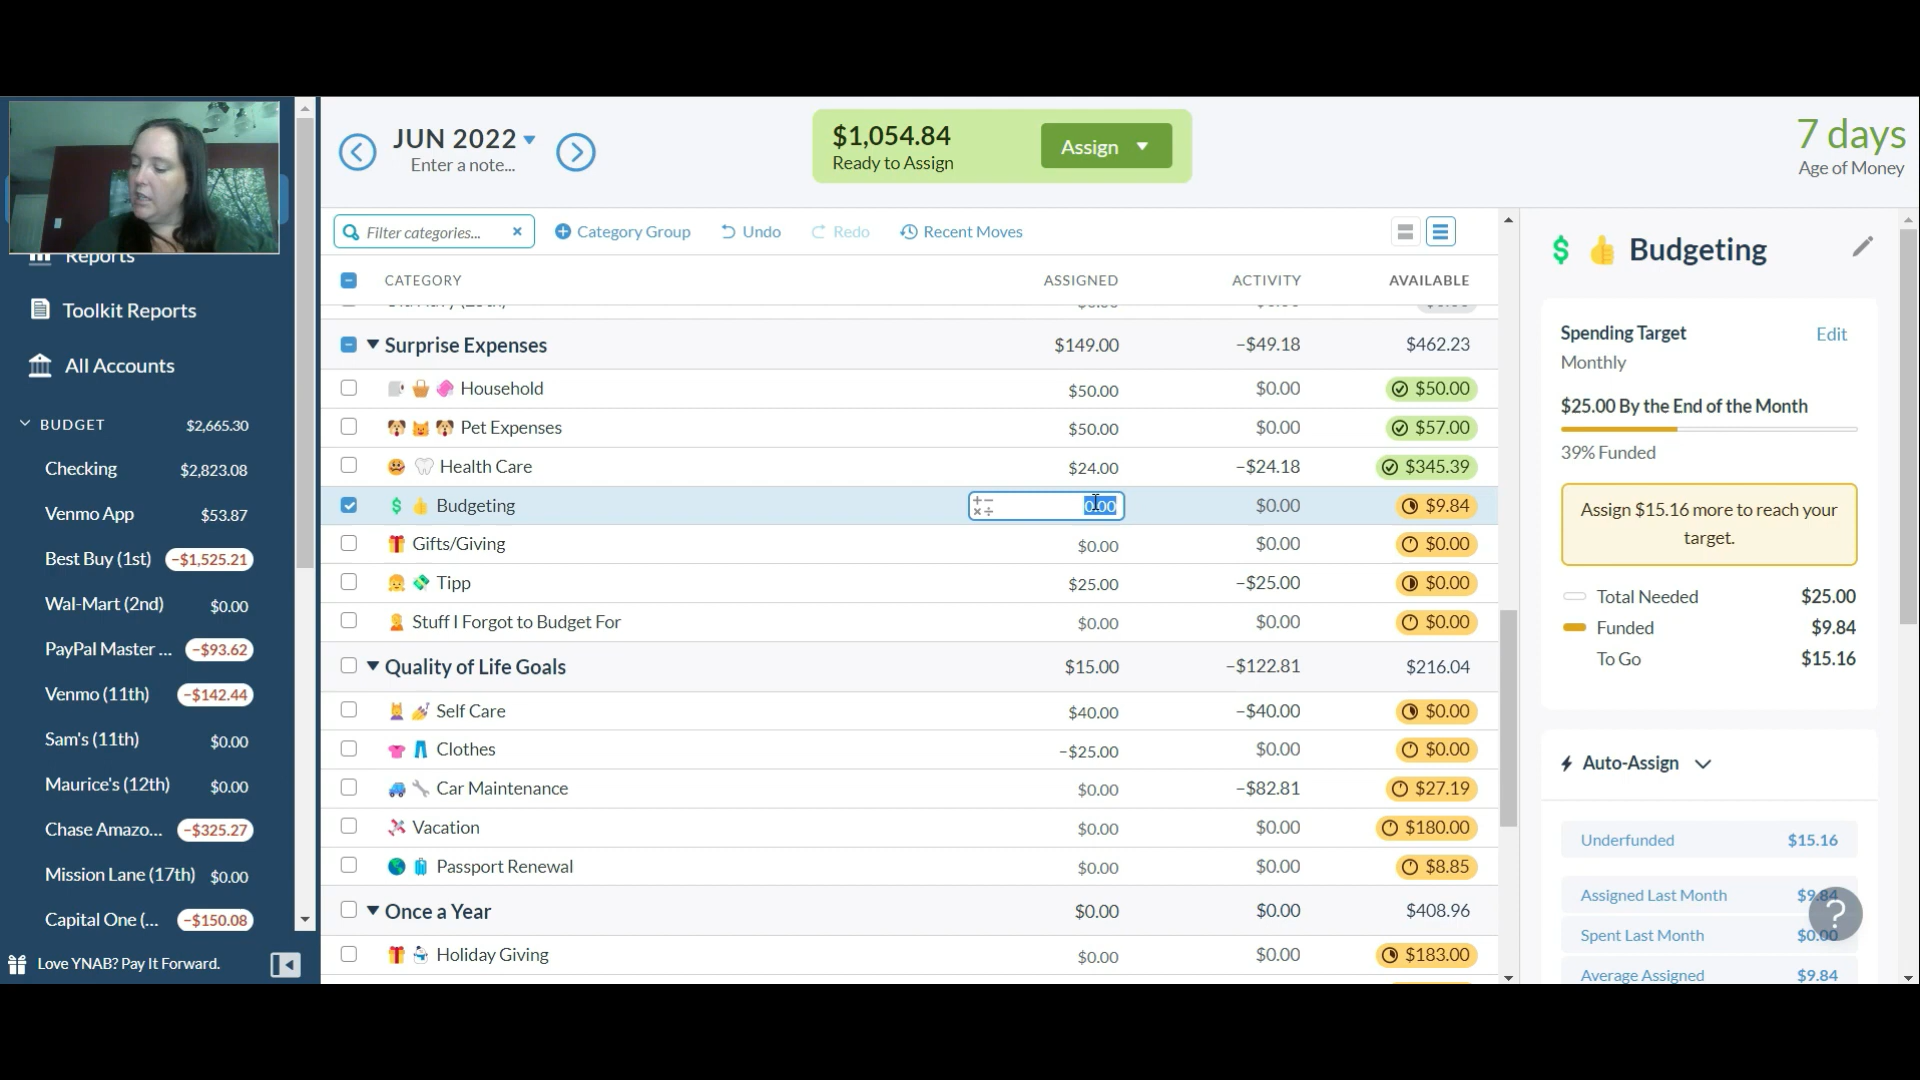 JUN 2022
Enter a note...
$1,054.84
Ready to Assign
Assign
7 days
Age of Money
Reports
Toolkit Reports
All Accounts
BUDGET $2,665.30
Checking $2,823.08
Venmo App $53.87
Best Buy (1st) −$1,525.21
Wal-Mart (2nd) $0.00
PayPal Master ... −$93.62
Venmo (11th) −$142.44
Sam's (11th) $0.00
Maurice's (12th) $0.00
Chase Amazo... −$325.27
Mission Lane (17th) $0.00
Capital One (... −$150.08
Love YNAB? Pay It Forward.
Filter categories...
Category Group
Undo
Redo
Recent Moves
CATEGORY ASSIGNED ACTIVITY AVAILABLE
Surprise Expenses $149.00 −$49.18 $462.23
Household $50.00 $0.00 $50.00
Pet Expenses $50.00 $0.00 $57.00
Health Care $24.00 −$24.18 $345.39
Budgeting 0.00 $0.00 $9.84
Gifts/Giving $0.00 $0.00 $0.00
Tipp $25.00 −$25.00 $0.00
Stuff I Forgot to Budget For $0.00 $0.00 $0.00
Quality of Life Goals $15.00 −$122.81 $216.04
Self Care $40.00 −$40.00 $0.00
Clothes −$25.00 $0.00 $0.00
Car Maintenance $0.00 −$82.81 $27.19
Vacation $0.00 $0.00 $180.00
Passport Renewal $0.00 $0.00 $8.85
Once a Year $0.00 $0.00 $408.96
Holiday Giving $0.00 $0.00 $183.00
Budgeting
Spending Target Edit
Monthly
$25.00 By the End of the Month
39% Funded
Assign $15.16 more to reach your
target.
Total Needed $25.00
Funded $9.84
To Go $15.16
Auto-Assign
Underfunded $15.16
Assigned Last Month $9.84
Spent Last Month $0.00
Average Assigned $9.84